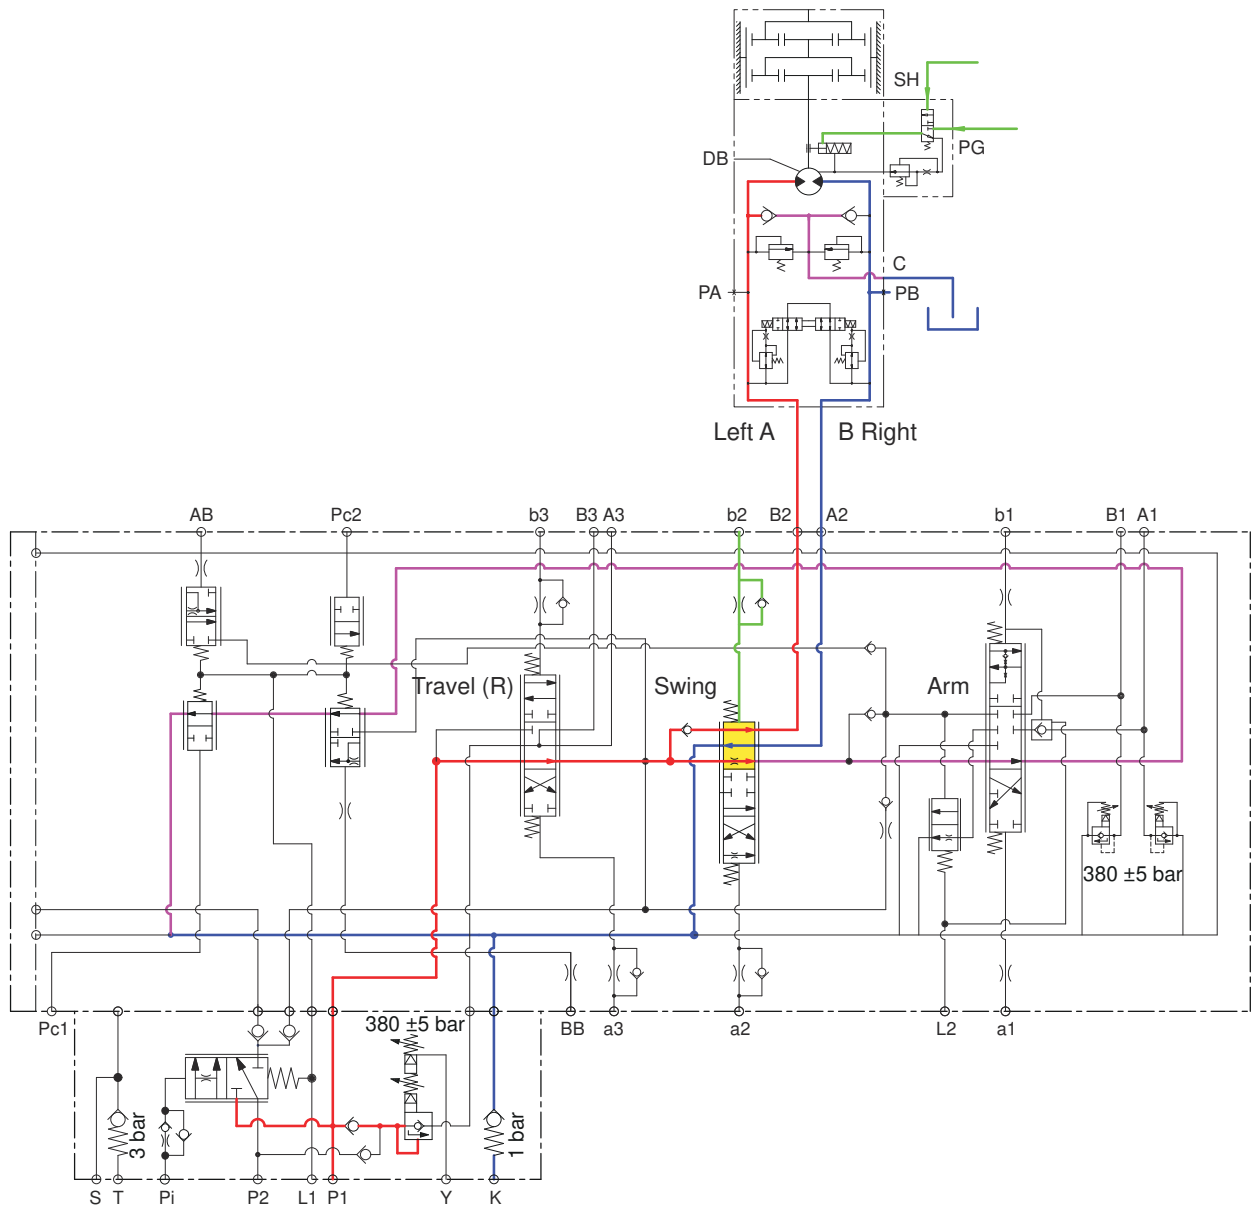 SH
PG
DB
C
PA
PB
Left A
B Right
AB
Pc2
b3
B3
A3
b2
B2
A2
b1
B1
A1
Travel (R)
Swing
Arm
380 ±5 bar
Pc1
380 ±5 bar
BB
a3
a2
L2
a1
3 bar
1 bar
S
T
Pi
P2
L1
P1
Y
K